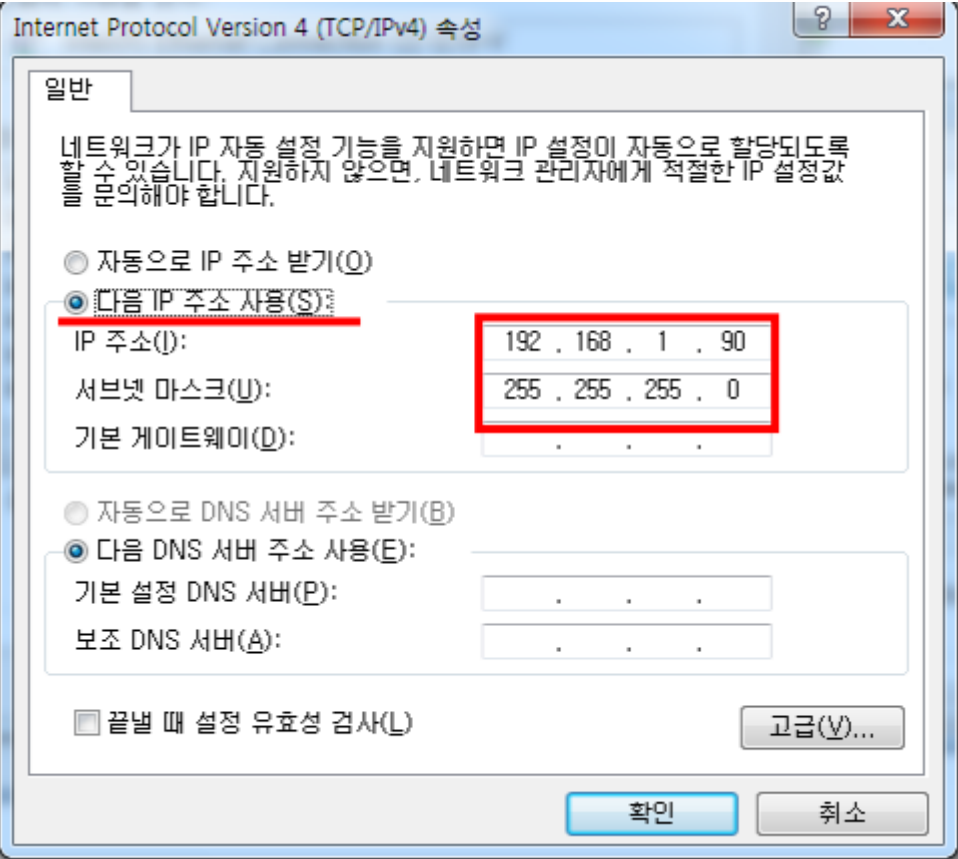 Internet Protocol Version 4 (TCP/IPv4) 속성
?
일반
네트워크가 IP 자동 설정 기능을 지원하면 IP 설정이 자동으로 할당되도록
할 수 있습니다. 지원하지 않으면, 네트워크 관리자에게 적절한 IP 설정값
을 문의해야 합니다.
자동으로 IP 주소 받기(O)
다음 IP 주소 사용(S):
IP 주소(I): 192 . 168 . 1 . 90
서브넷 마스크(U): 255 . 255 . 255 . 0
기본 게이트웨이(D): . . .
자동으로 DNS 서버 주소 받기(B)
다음 DNS 서버 주소 사용(E):
기본 설정 DNS 서버(P): . . .
보조 DNS 서버(A): . . .
끝낼 때 설정 유효성 검사(L)
고급(V)...
확인 취소